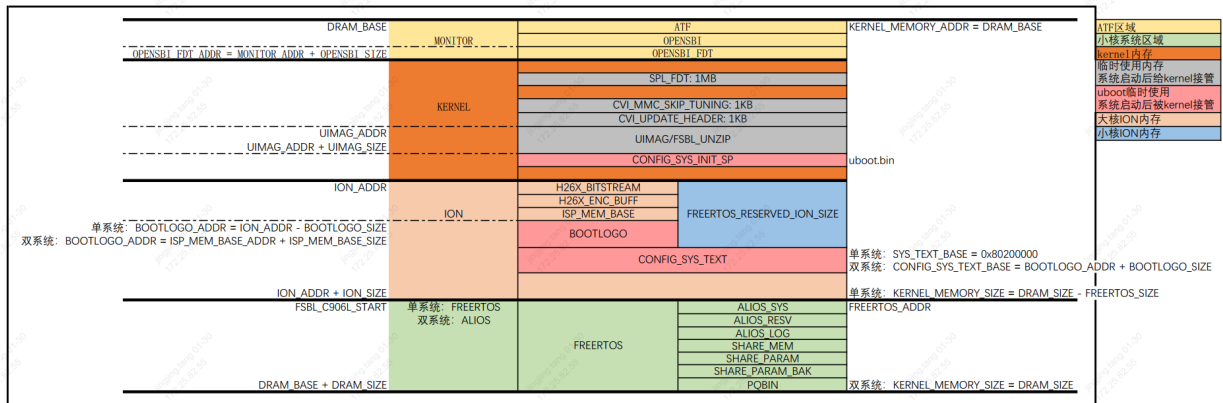 DRAM_BASE
ATF
KERNEL_MEMORY_ADDR = DRAM_BASE
MONITOR
OPENSBI
OPENSBI_FDT_ADDR = MONITOR_ADDR + OPENSBI_SIZE
OPENSBI_FDT
SPL_FDT: 1MB
KERNEL
CVI_MMC_SKIP_TUNING: 1KB
CVI_UPDATE_HEADER: 1KB
UIMAG_ADDR
UIMAG/FSBL_UNZIP
UIMAG_ADDR + UIMAG_SIZE
CONFIG_SYS_INIT_SP
uboot.bin
ION_ADDR
H26X_BITSTREAM
H26X_ENC_BUFF
ION
ISP_MEM_BASE
FREERTOS_RESERVED_ION_SIZE
单系统: BOOTLOGO_ADDR = ION_ADDR - BOOTLOGO_SIZE
双系统: BOOTLOGO_ADDR = ISP_MEM_BASE_ADDR + ISP_MEM_BASE_SIZE
BOOTLOGO
CONFIG_SYS_TEXT
单系统: SYS_TEXT_BASE = 0x80200000
双系统: CONFIG_SYS_TEXT_BASE = BOOTLOGO_ADDR + BOOTLOGO_SIZE
ION_ADDR + ION_SIZE
单系统: KERNEL_MEMORY_SIZE = DRAM_SIZE - FREERTOS_SIZE
FSBL_C906L_START
单系统: FREERTOS
双系统: ALIOS
FREERTOS
ALIOS_SYS
FREERTOS_ADDR
ALIOS_RESV
ALIOS_LOG
SHARE_MEM
SHARE_PARAM
SHARE_PARAM_BAK
PQBIN
DRAM_BASE + DRAM_SIZE
双系统: KERNEL_MEMORY_SIZE = DRAM_SIZE
ATF区域
小核系统区域
kernel内存
临时使用内存
系统启动后给kernel接管
uboot临时使用
系统启动后被kernel接管
大核ION内存
小核ION内存
jingjing.tang 01-30
172.25.62.55